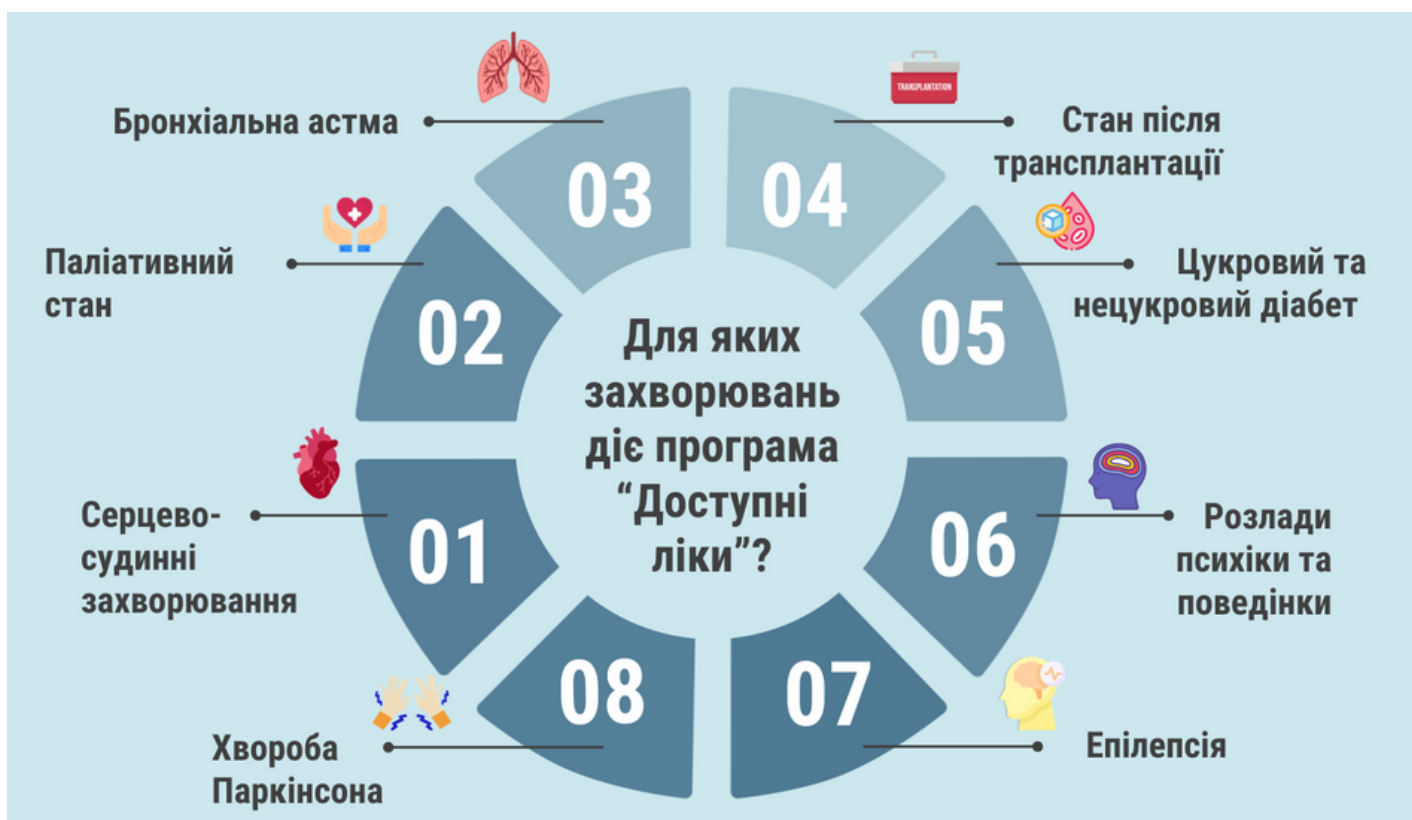 Бронхіальна астма
03
TRANSPLANTATION
04
Стан після
трансплантації
Паліативний
стан
02
05
Цукровий та
нецукровий діабет
Для яких
захворювань
діє програма
“Доступні
ліки”?
Серцево-
судинні
захворювання
01
06
Розлади
психіки та
поведінки
Хвороба
Паркінсона
08
07
Епілепсія